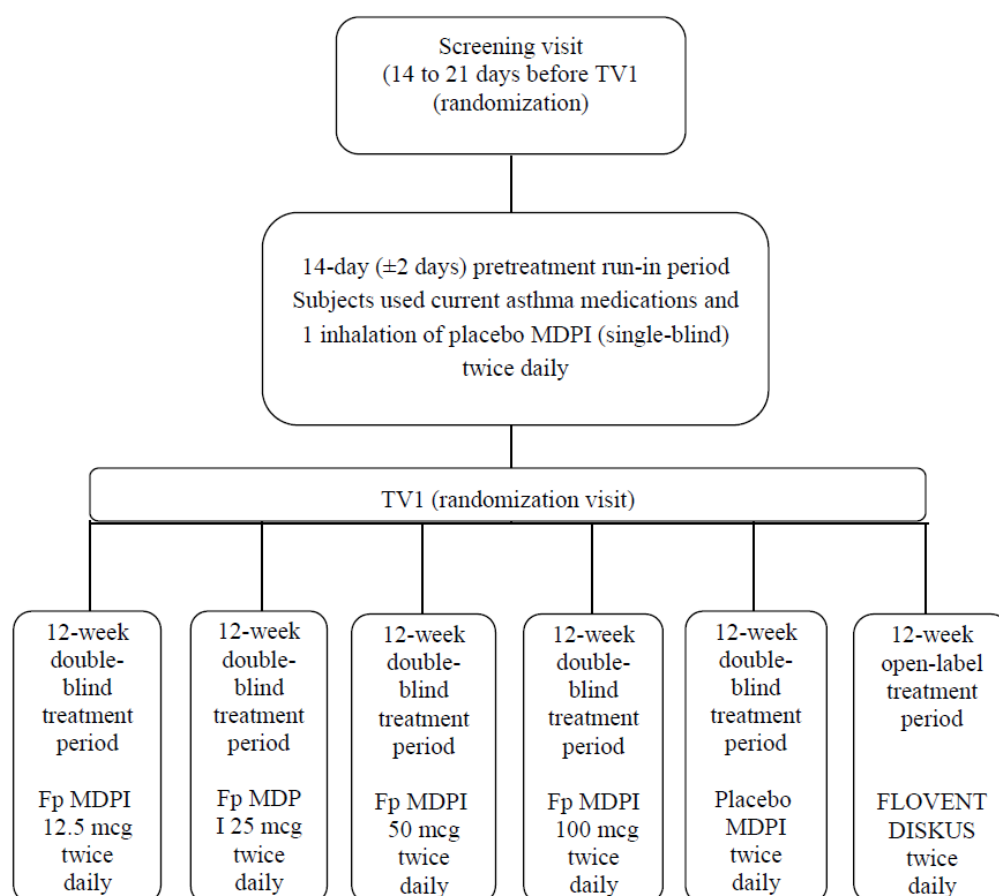 Screening visit
(14 to 21 days before TV1
(randomization)
14-day (±2 days) pretreatment run-in period
Subjects used current asthma medications and
1 inhalation of placebo MDPI (single-blind)
twice daily
TV1 (randomization visit)
12-week
double-
blind
treatment
period
Fp MDPI
12.5 mcg
twice
daily
12-week
double-
blind
treatment
period
Fp MDP
I 25 mcg
twice
daily
12-week
double-
blind
treatment
period
Fp MDPI
50 mcg
twice
daily
12-week
double-
blind
treatment
period
Fp MDPI
100 mcg
twice
daily
12-week
double-
blind
treatment
period
Placebo
MDPI
twice
daily
12-week
open-label
treatment
period
FLOVENT
DISKUS
twice
daily